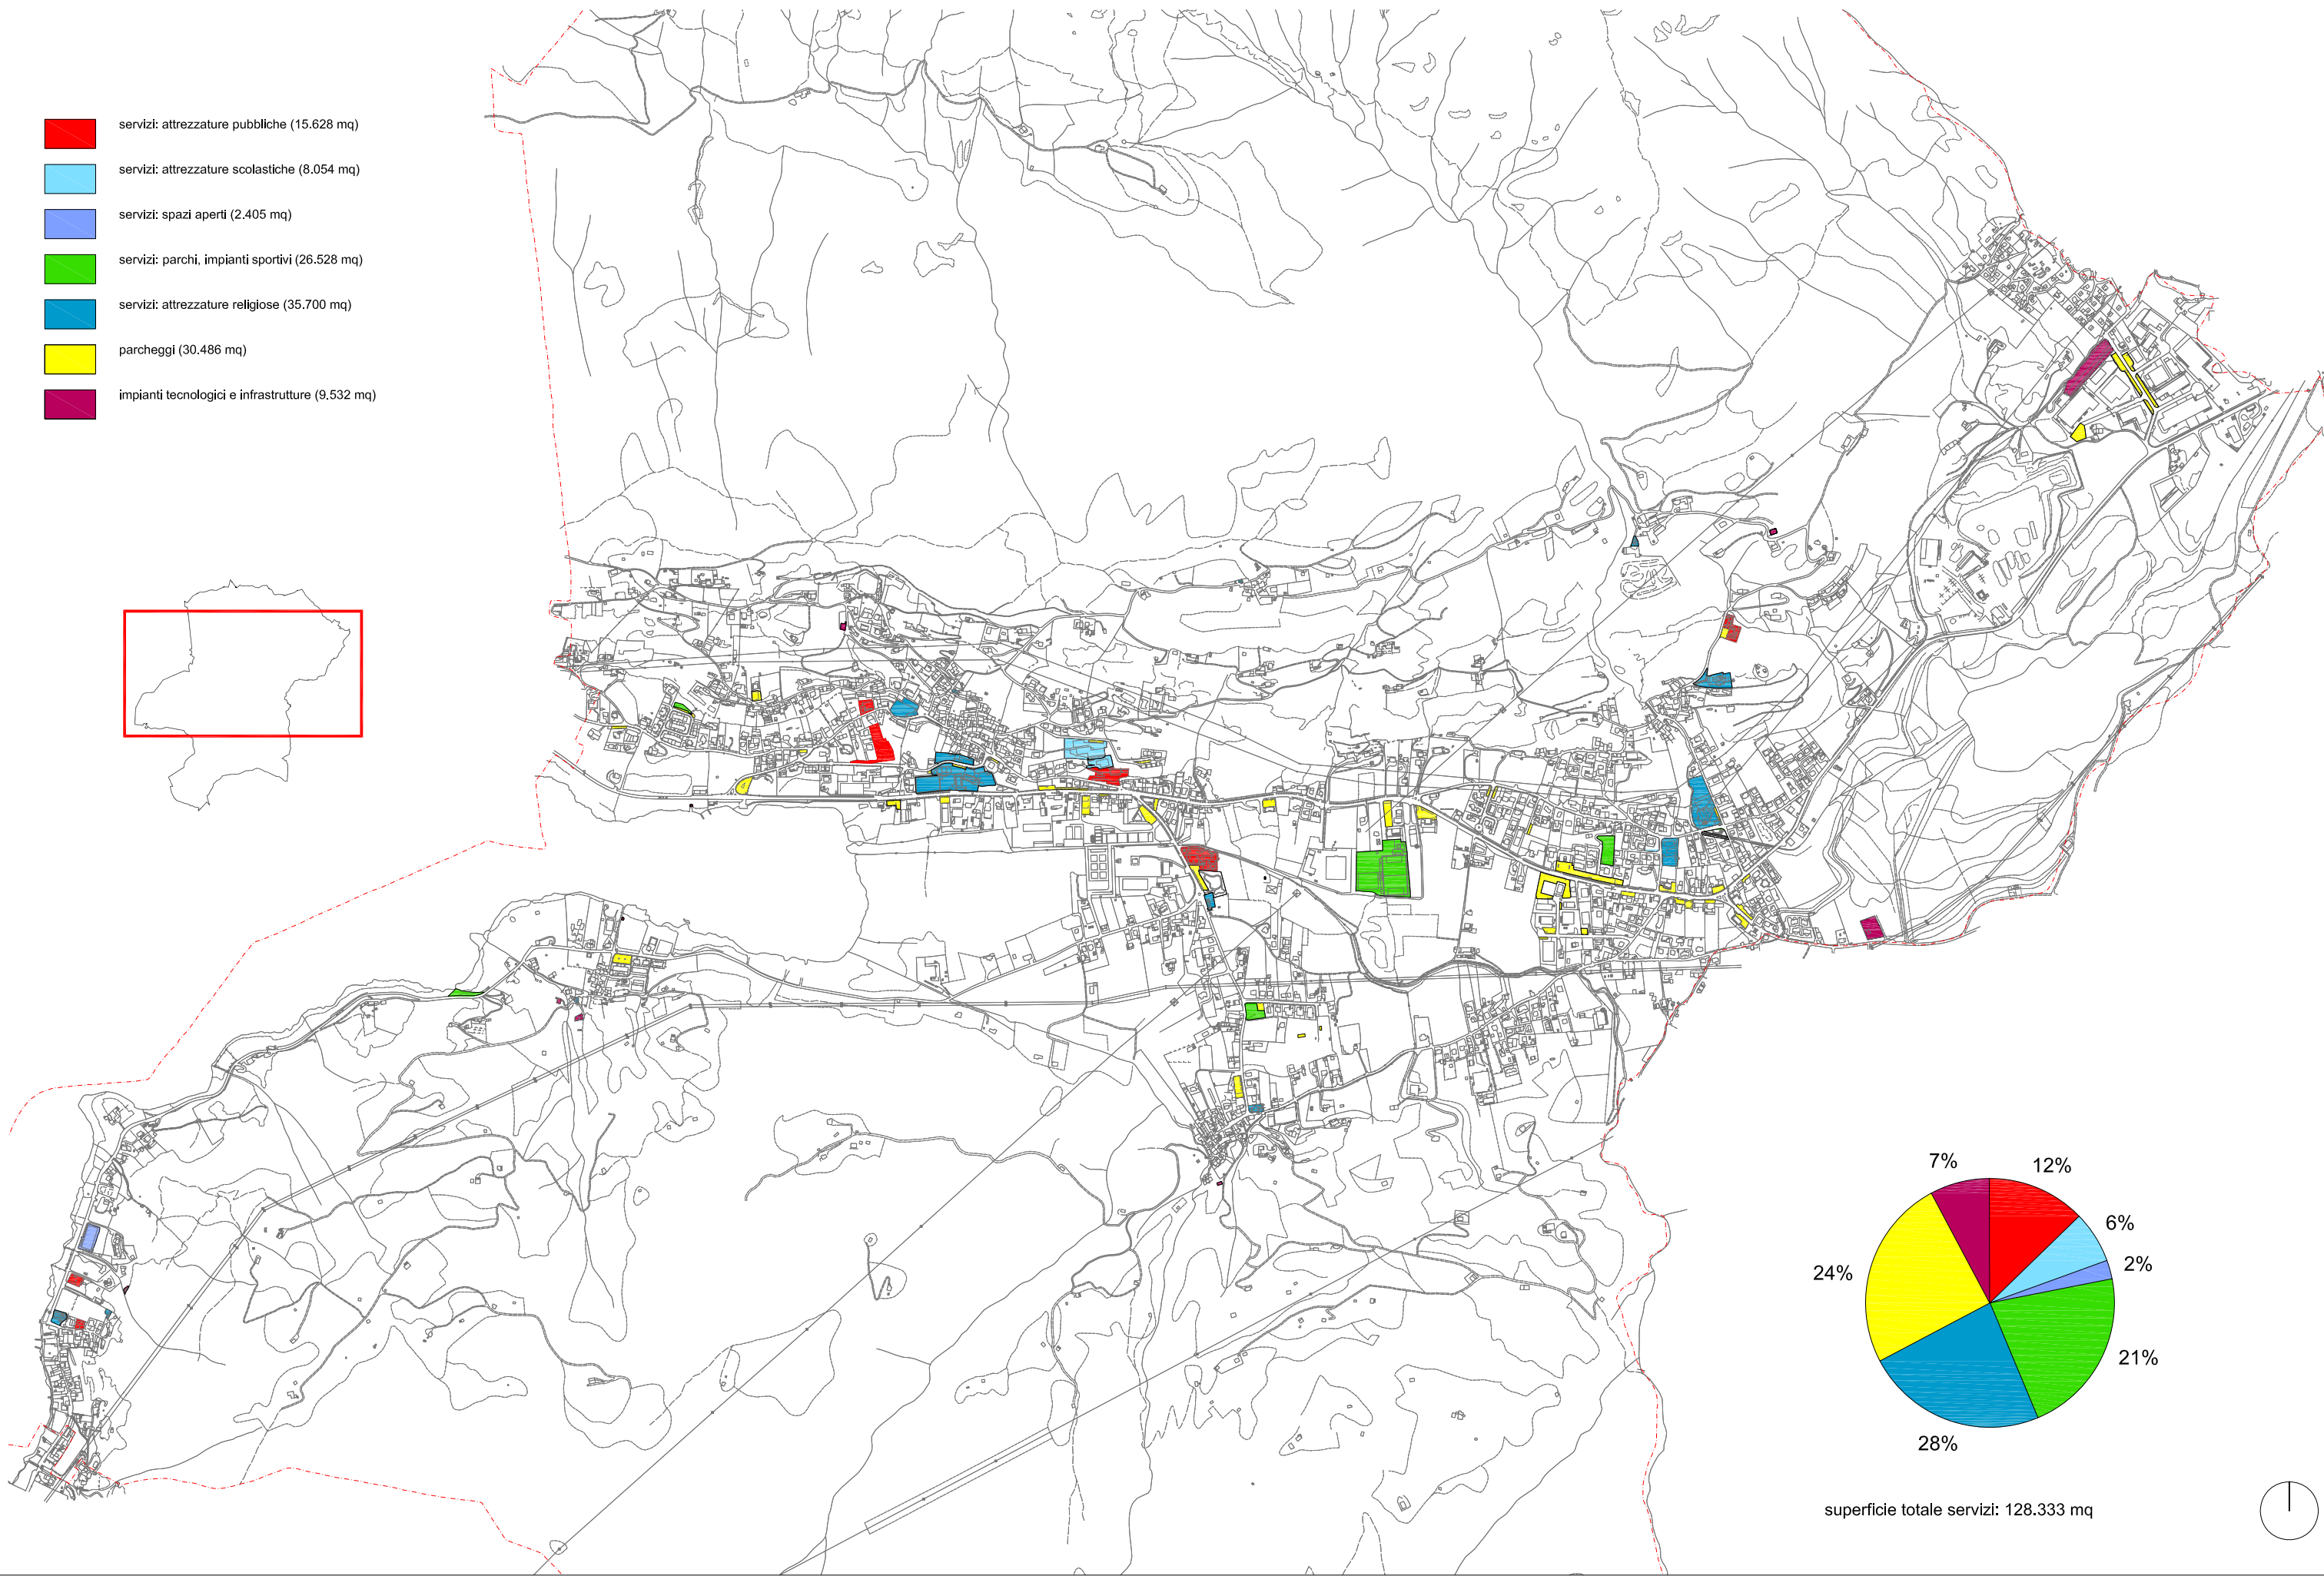 servizi: attrezzature pubbliche (15.628 mq)
servizi: attrezzature scolastiche (8.054 mq)
servizi: spazi aperti (2.405 mq)
servizi: parchi, impianti sportivi (26.528 mq)
servizi: attrezzature religiose (35.700 mq)
parcheggi (30.486 mq)
impianti tecnologici e infrastrutture (9.532 mq)
7%
12%
6%
2%
24%
21%
28%
superficie totale servizi: 128.333 mq